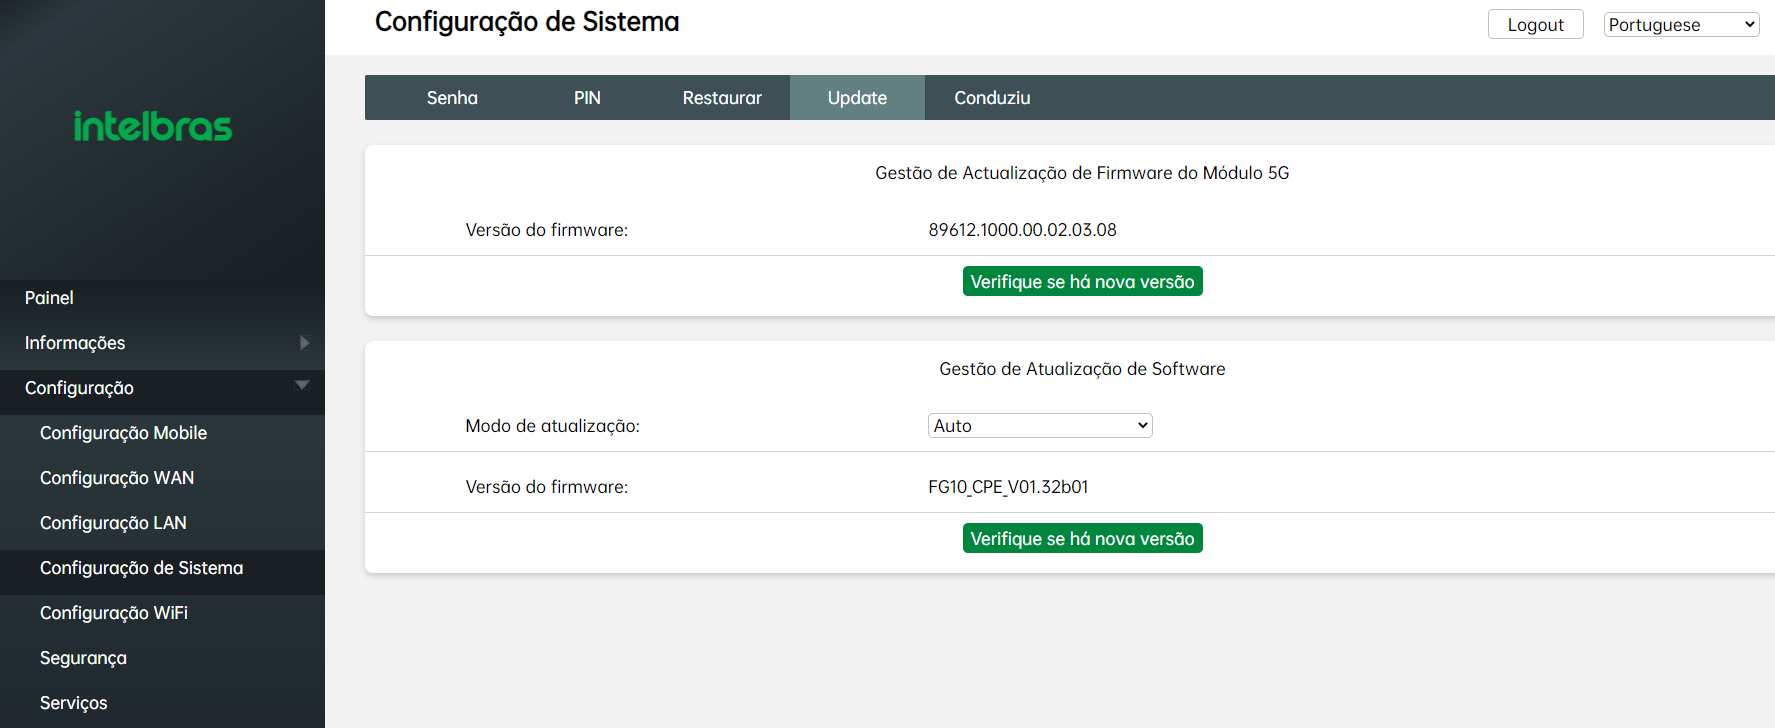 Configuração de Sistema
Logout
Portuguese
intelbras
Senha
PIN
Restaurar
Update
Conduziu
Gestão de Actualização de Firmware do Módulo 5G
Versão do firmware:
89612.1000.00.02.03.08
Verifique se há nova versão
Gestão de Atualização de Software
Modo de atualização:
Auto
Versão do firmware:
FG10_CPE_V01.32b01
Verifique se há nova versão
Painel
Informações
Configuração
Configuração Mobile
Configuração WAN
Configuração LAN
Configuração de Sistema
Configuração WiFi
Segurança
Serviços